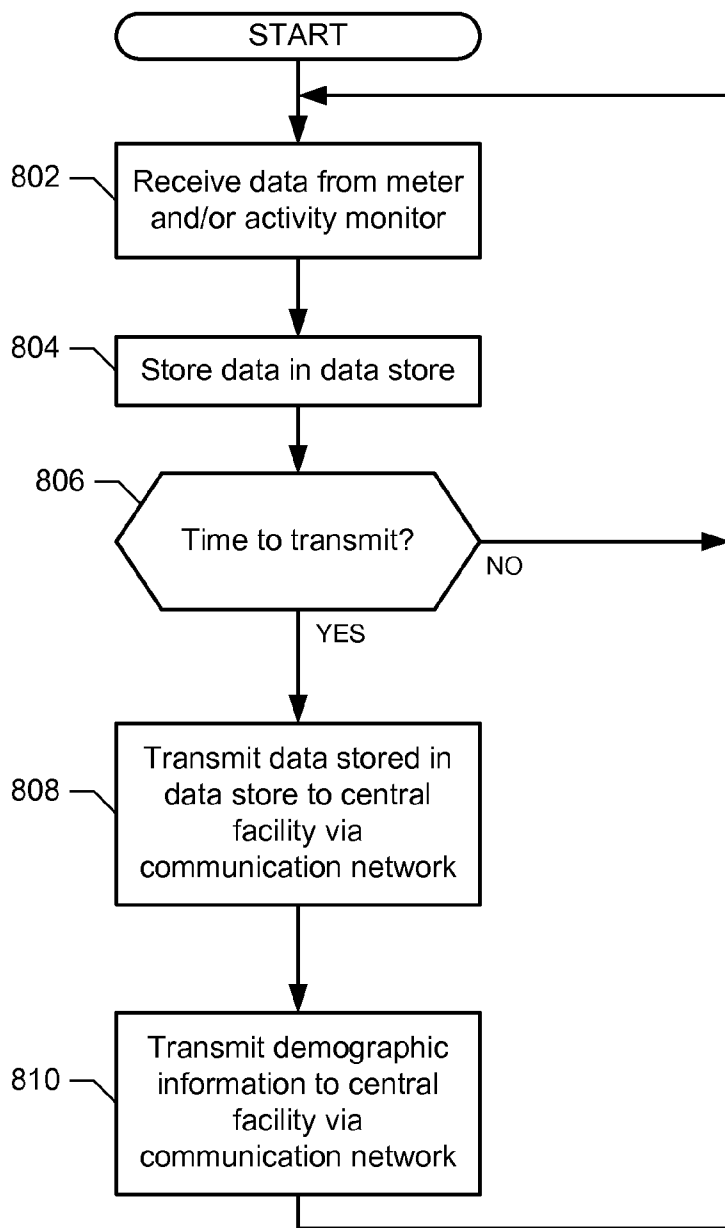 START
802
Receive data from meter
and/or activity monitor
804
Store data in data store
806
Time to transmit?
NO
YES
808
Transmit data stored in
data store to central
facility via
communication network
810
Transmit demographic
information to central
facility via
communication network